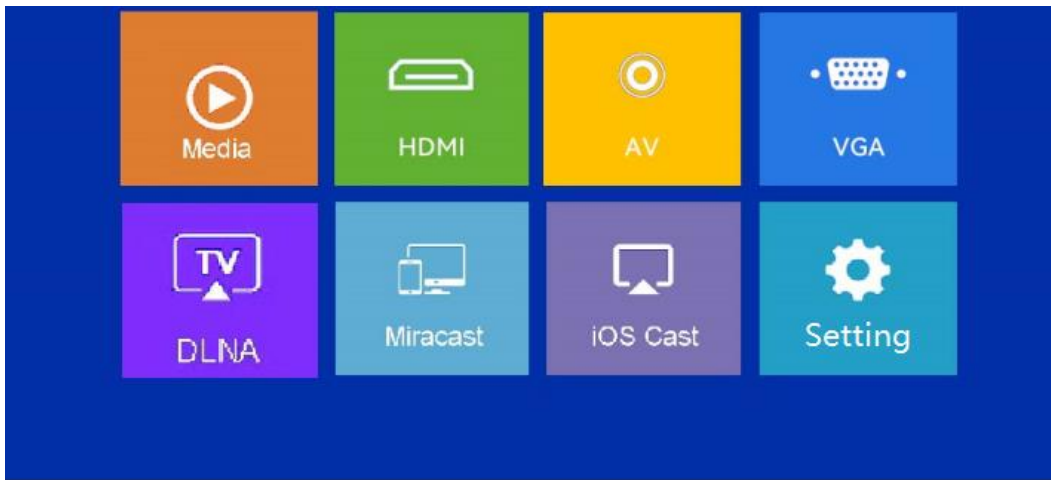 Media
HDMI
AV
VGA
TV
DLNA
Miracast
iOS Cast
Setting